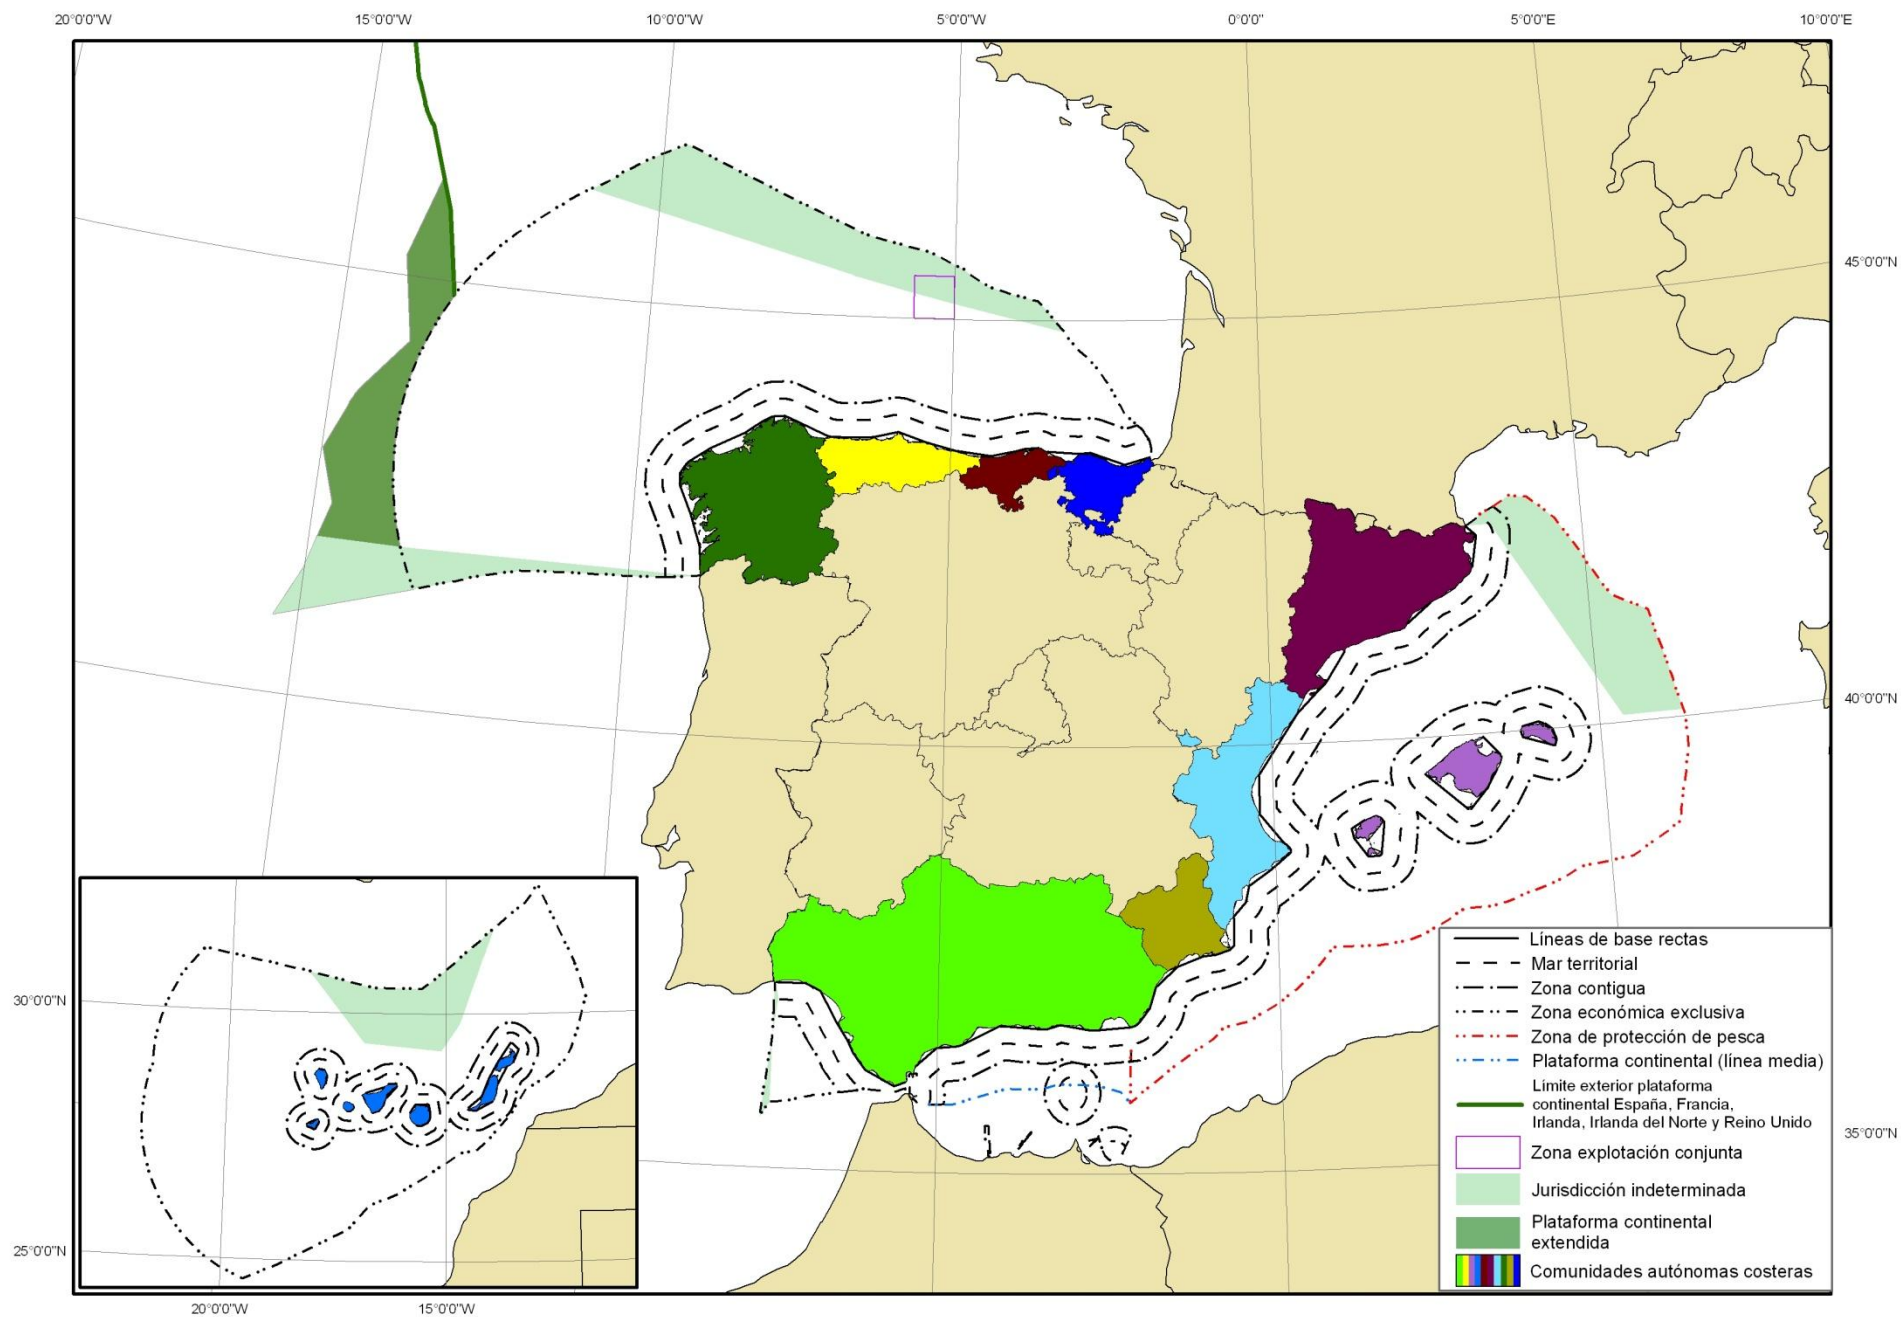 20°0'0"W
15°0'0"W
10°0'0"W
5°0'0"W
0°0'0"
5°0'0"E
10°0'0"E
45°0'0"N
40°0'0"N
30°0'0"N
35°0'0"N
25°0'0"N
20°0'0"W
15°0'0"W
Líneas de base rectas
Mar territorial
Zona contigua
Zona económica exclusiva
Zona de protección de pesca
Plataforma continental (línea media)
Límite exterior plataforma
continental España, Francia,
Irlanda, Irlanda del Norte y Reino Unido
Zona explotación conjunta
Jurisdicción indeterminada
Plataforma continental
extendida
Comunidades autónomas costeras